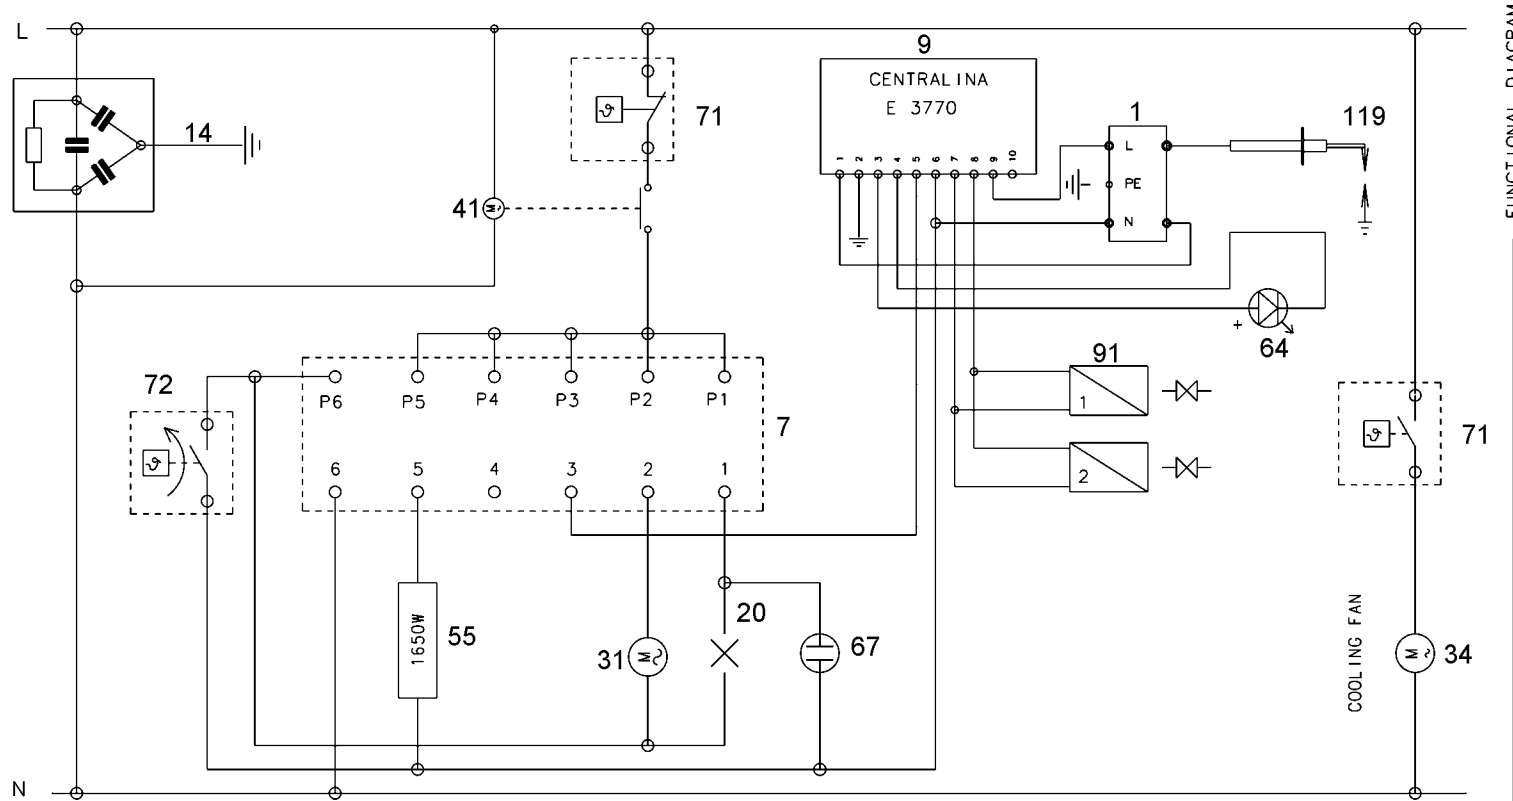 L
14
71
41
9
CENTRALINA
E 3770
1 2 3 4 5 6 7 8 9 10
1
L
PE
N
119
+
64
91
1
2
72
ϑ
ϑ
ϑ
P6 P5 P4 P3 P2 P1
7
6 5 4 3 2 1
1650W
55
31
M
M
20
67
71
COOLING FAN
M
34
N
FUNCTIONAL DIAGRAM